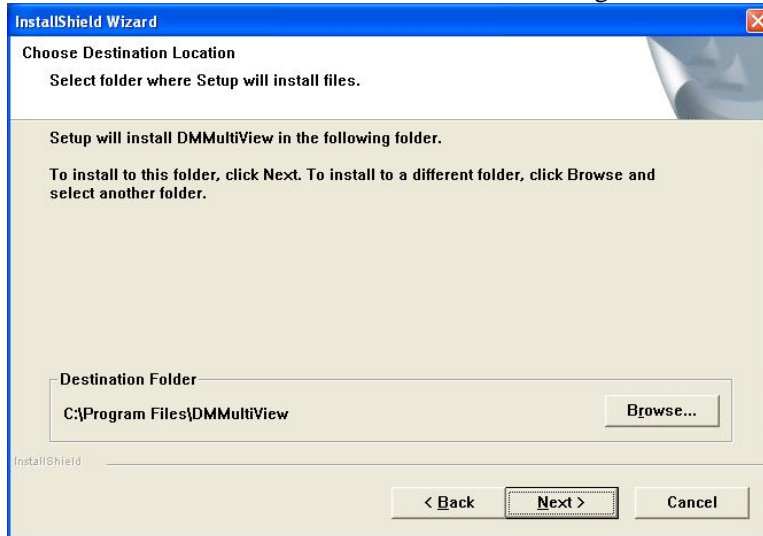 InstallShield Wizard
Choose Destination Location
Select folder where Setup will install files.
Setup will install DMMultiView in the following folder.
To install to this folder, click Next. To install to a different folder, click Browse and
select another folder.
Destination Folder
C:\Program Files\DMMultiView
Browse...
InstallShield
< Back
Next >
Cancel